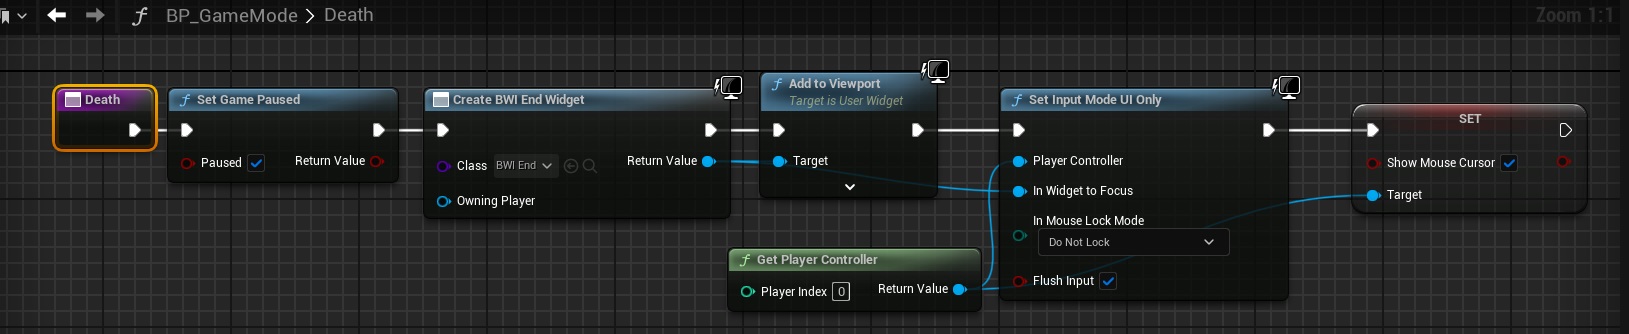 BP_GameMode > Death
Zoom 1:1
Death
Set Game Paused
Paused
Return Value
Create BWI End Widget
Class
BWI End
Return Value
Owning Player
Add to Viewport
Target is User Widget
Target
Set Input Mode UI Only
Player Controller
In Widget to Focus
In Mouse Lock Mode
Do Not Lock
Flush Input
Get Player Controller
Player Index 0
Return Value
SET
Show Mouse Cursor
Target